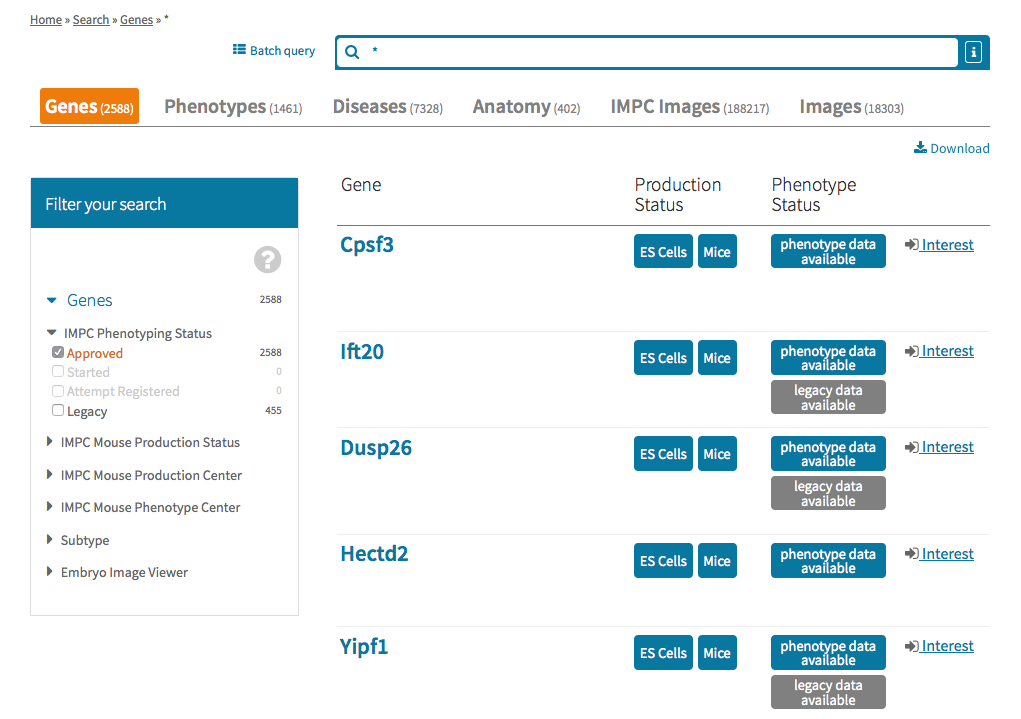 Home » Search » Genes » *
Batch query
*
i
Genes (2588) Phenotypes (1461) Diseases (7328) Anatomy (402) IMPC Images (188217) Images (18303)
Download
Filter your search
?
Genes 2588
IMPC Phenotyping Status
Approved 2588
Started 0
Attempt Registered 0
Legacy 455
IMPC Mouse Production Status
IMPC Mouse Production Center
IMPC Mouse Phenotype Center
Subtype
Embryo Image Viewer
Gene
Production
Status
Phenotype
Status
Cpsf3
ES Cells Mice
phenotype data
available
Interest
Ift20
ES Cells Mice
phenotype data
available
Interest
legacy data
available
Dusp26
ES Cells Mice
phenotype data
available
Interest
legacy data
available
Hectd2
ES Cells Mice
phenotype data
available
Interest
Yipf1
ES Cells Mice
phenotype data
available
Interest
legacy data
available